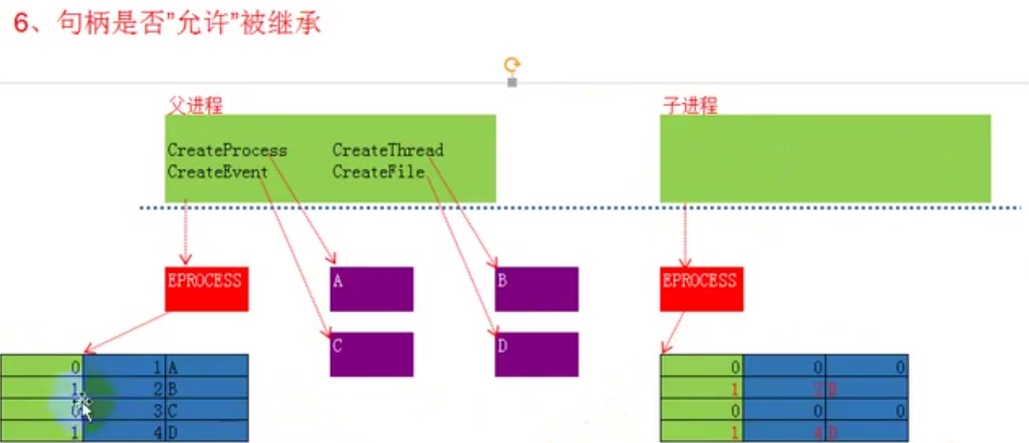 6、句柄是否”允许”被继承
父进程
子进程
CreateProcess CreateThread
CreateEvent CreateFile
EPROCESS
A
B
EPROCESS
C
D
0 1 A
1 2 B
0 3 C
1 4 D
0 0 0
1 2 B
0 0 0
1 4 D